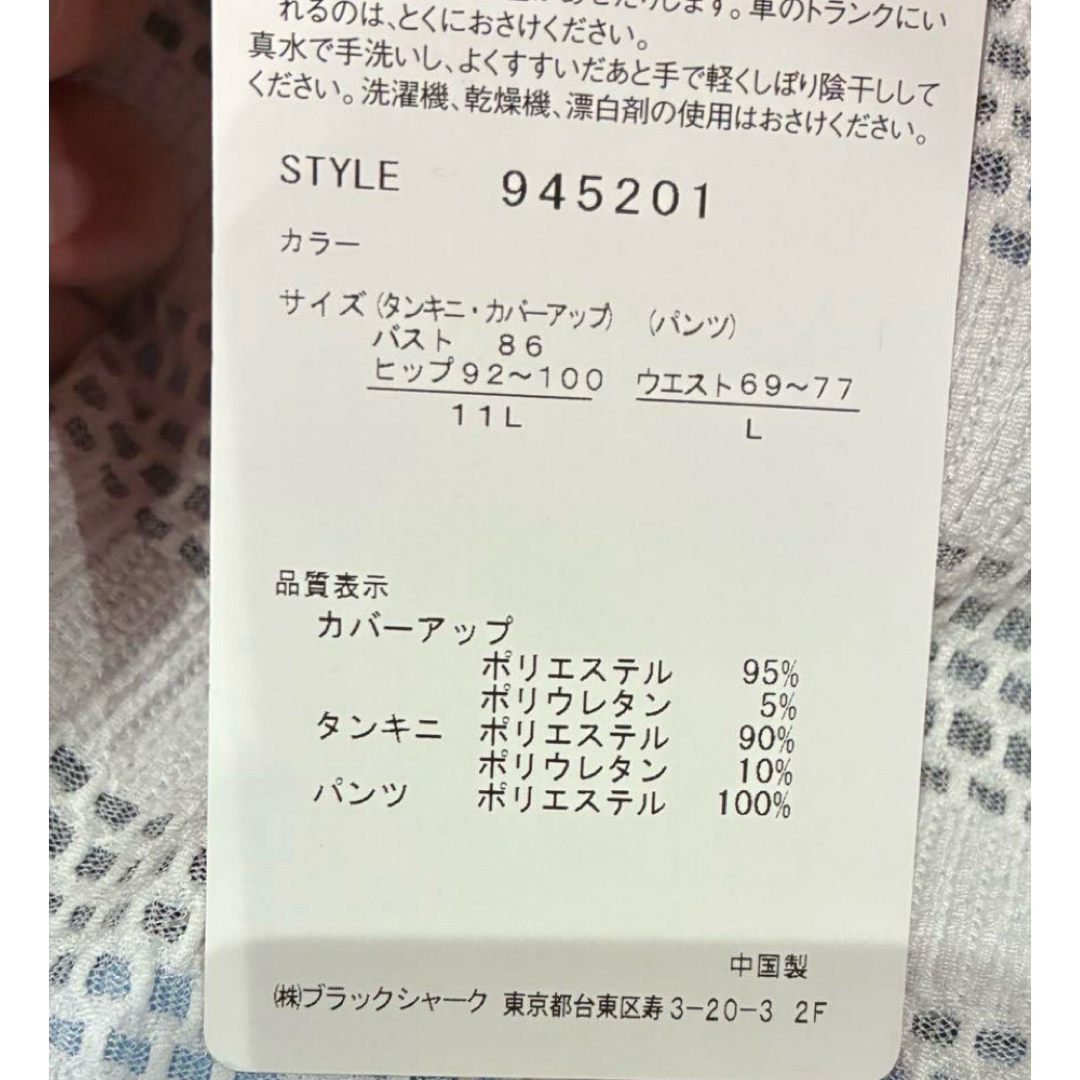 します。車のトランクにい
れるのは、とくにおさけください。
真水で手洗いし、よくすすいだあと手で軽くしぼり陰干しして
ください。洗濯機、乾燥機、漂白剤の使用はおさけください。
STYLE 945201
カラー
サイズ (タンキニ・カバーアップ) (パンツ)
バスト 86
ヒップ92～100 ウエスト69～77
11L L
品質表示
カバーアップ
ポリエステル 95%
ポリウレタン 5%
タンキニ ポリエステル 90%
ポリウレタン 10%
パンツ ポリエステル 100%
中国製
㈱ブラックシャーク 東京都台東区寿3-20-3 2F